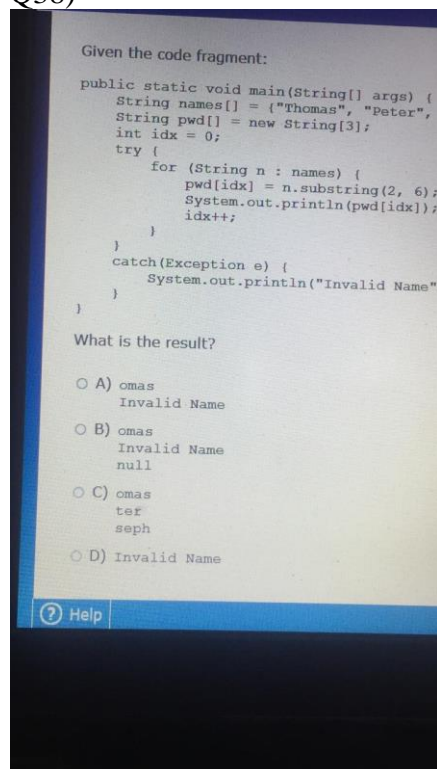 Given the code fragment:
public static void main(String[] args) {
String names[] = {"Thomas", "Peter",
String pwd[] = new String[3];
int idx = 0;
try {
for (String n : names) {
pwd[idx] = n.substring(2, 6);
System.out.println(pwd[idx]);
idx++;
}
}
catch(Exception e) {
System.out.println("Invalid Name"
}
}
What is the result?
A) omas
Invalid Name
B) omas
Invalid Name
null
C) omas
ter
seph
D) Invalid Name
? Help